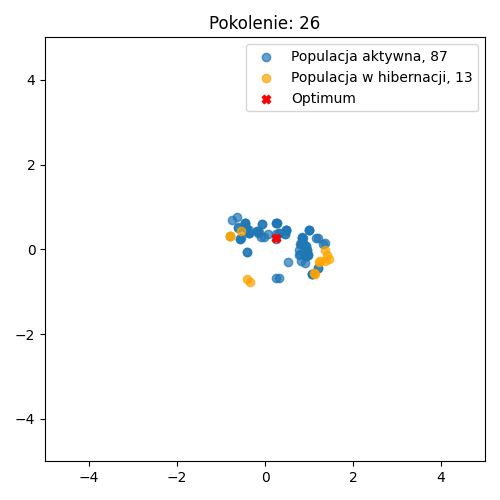 Pokolenie: 26
Populacja aktywna, 87
Populacja w hibernacji, 13
Optimum
4
2
0
−2
−4
−4
−2
0
2
4